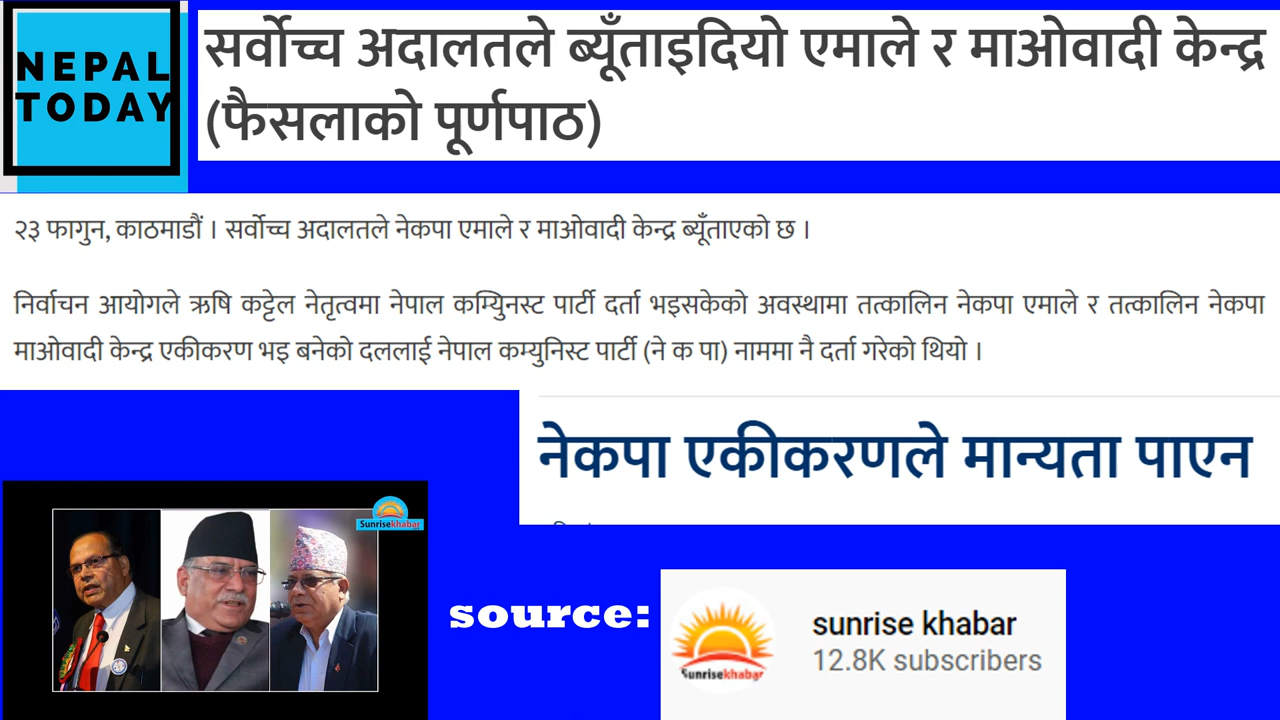 NEPAL
TODAY
सर्वोच्च अदालतले ब्यूँताइदियो एमाले र माओवादी केन्द्र
(फैसलाको पूर्णपाठ)
२३ फागुन, काठमाडौं । सर्वोच्च अदालतले नेकपा एमाले र माओवादी केन्द्र ब्यूँताएको छ ।
निर्वाचन आयोगले ऋषि कट्टेल नेतृत्वमा नेपाल कम्युिनस्ट पार्टी दर्ता भइसकेको अवस्थामा तत्कालिन नेकपा एमाले र तत्कालिन नेकपा
माओवादी केन्द्र एकीकरण भइ बनेको दललाई नेपाल कम्युनिस्ट पार्टी (ने क पा) नाममा नै दर्ता गरेको थियो ।
नेकपा एकीकरणले मान्यता पाएन
Sunrisekhabar
source:
Sunrisekhabar
sunrise khabar
12.8K subscribers